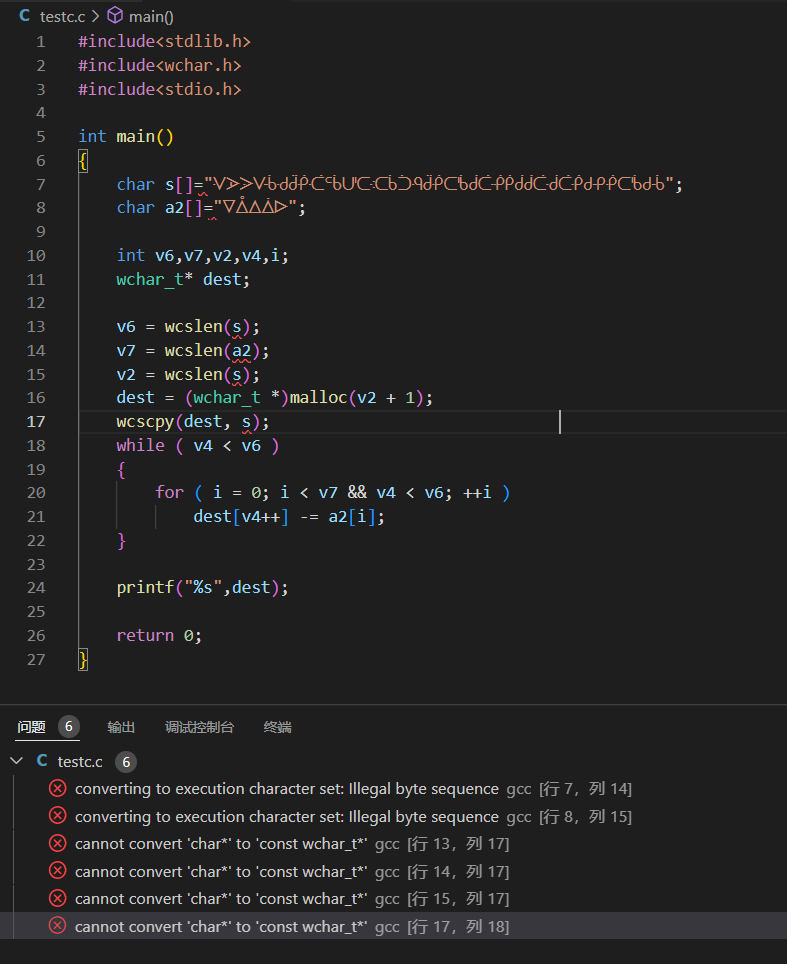 C testc.c > main()
1 #include<stdlib.h>
2 #include<wchar.h>
3 #include<stdio.h>
4
5 int main()
6 {
7 char s[]="";
8 char a2[]="ᐁᐂᐃᐄᐅ";
9
10 int v6,v7,v2,v4,i;
11 wchar_t* dest;
12
13 v6 = wcslen(s);
14 v7 = wcslen(a2);
15 v2 = wcslen(s);
16 dest = (wchar_t *)malloc(v2 + 1);
17 wcscpy(dest, s);
18 while ( v4 < v6 )
19 {
20 for ( i = 0; i < v7 && v4 < v6; ++i )
21 dest[v4++] -= a2[i];
22 }
23
24 printf("%s",dest);
25
26 return 0;
27 }
问题 6 输出 调试控制台 终端
C testc.c 6
converting to execution character set: Illegal byte sequence gcc [行 7，列 14]
converting to execution character set: Illegal byte sequence gcc [行 8，列 15]
cannot convert 'char*' to 'const wchar_t*' gcc [行 13，列 17]
cannot convert 'char*' to 'const wchar_t*' gcc [行 14，列 17]
cannot convert 'char*' to 'const wchar_t*' gcc [行 15，列 17]
cannot convert 'char*' to 'const wchar_t*' gcc [行 17，列 18]